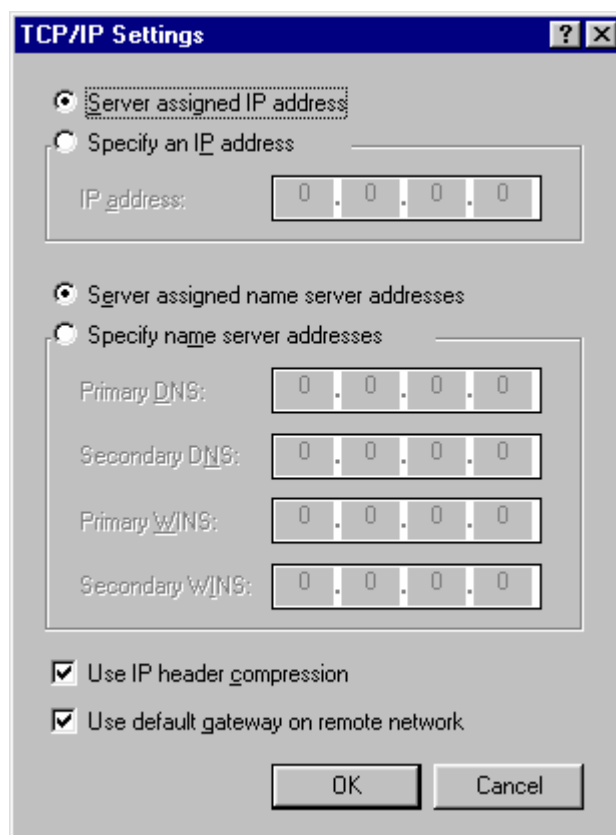 TCP/IP Settings
Server assigned IP address
Specify an IP address
IP address: 0 . 0 . 0 . 0
Server assigned name server addresses
Specify name server addresses
Primary DNS: 0 . 0 . 0 . 0
Secondary DNS: 0 . 0 . 0 . 0
Primary WINS: 0 . 0 . 0 . 0
Secondary WINS: 0 . 0 . 0 . 0
Use IP header compression
Use default gateway on remote network
OK Cancel